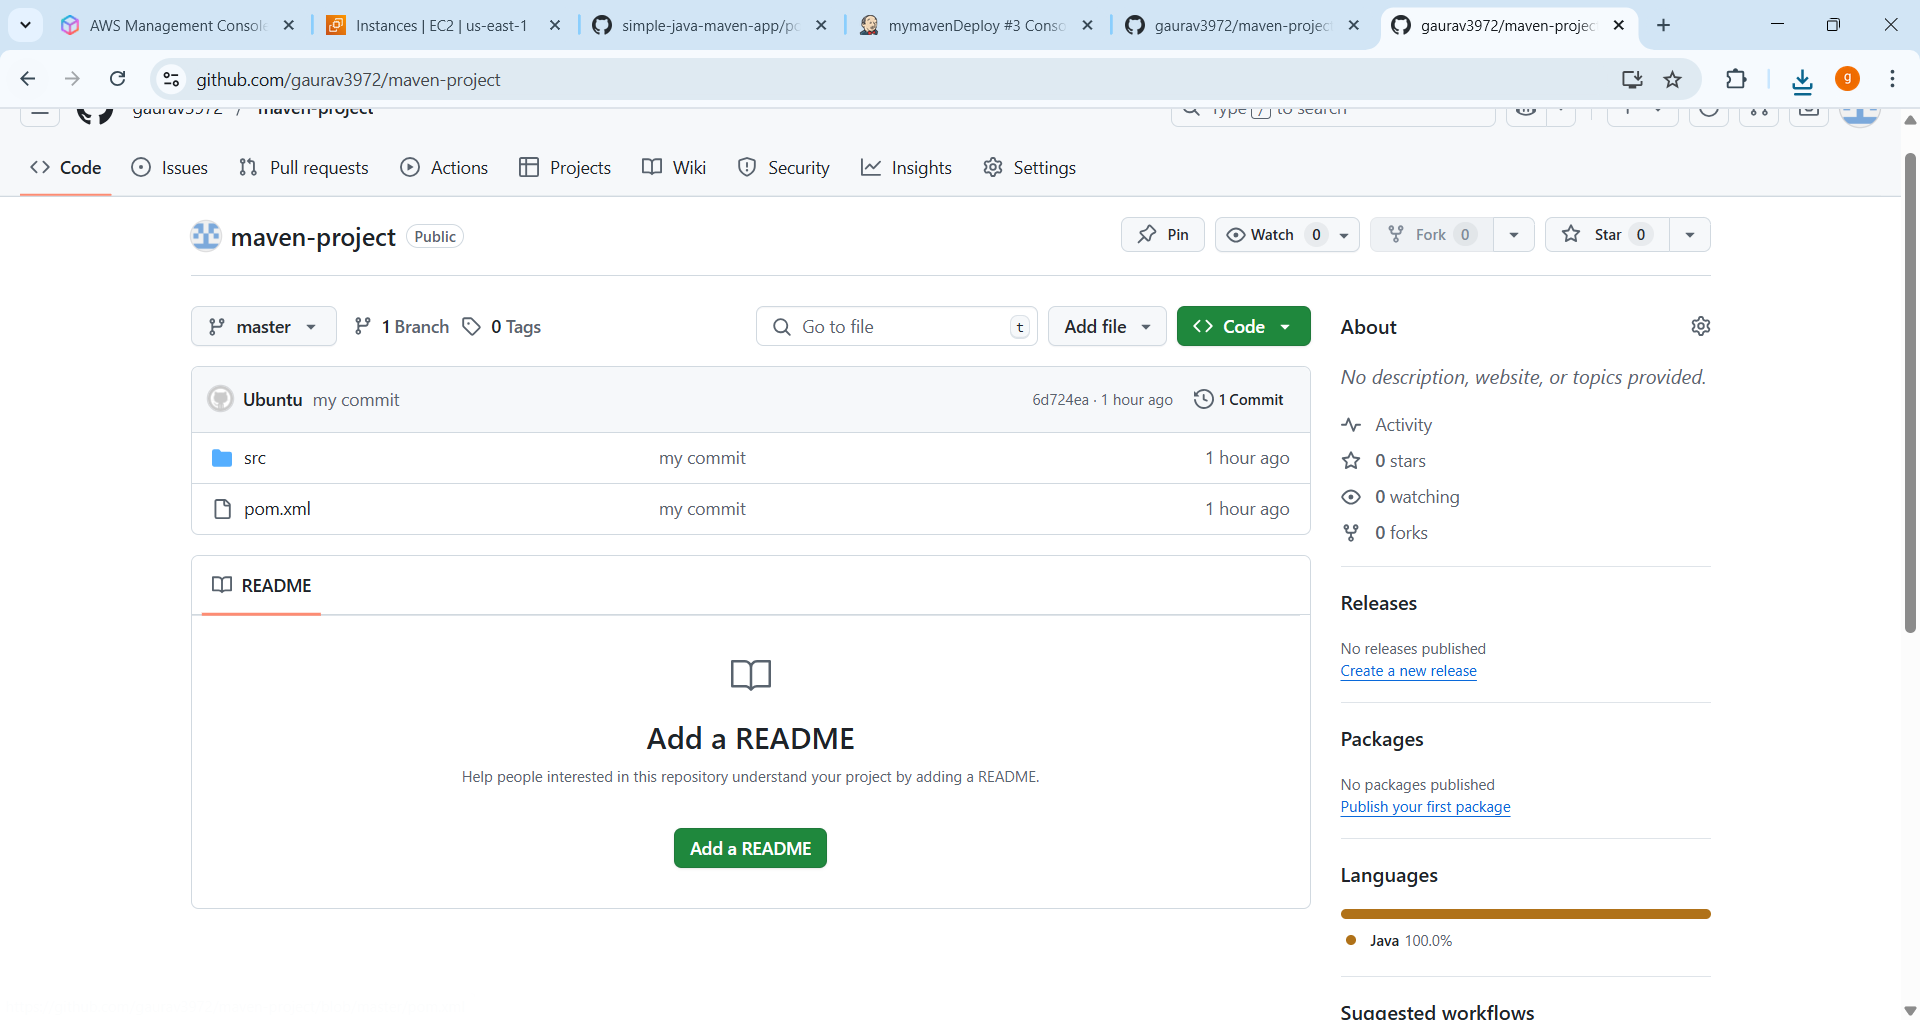 AWS Management Console
Instances | EC2 | us-east-1
simple-java-maven-app/po
mymavenDeploy #3 Conso
gaurav3972/maven-project
gaurav3972/maven-projec
github.com/gaurav3972/maven-project
g
gaurav3972 / maven-project
Type / to search
Code
Issues
Pull requests
Actions
Projects
Wiki
Security
Insights
Settings
maven-project Public
Pin
Watch 0
Fork 0
Star 0
master
1 Branch
0 Tags
Go to file t
Add file
Code
About
No description, website, or topics provided.
Ubuntu my commit 6d724ea · 1 hour ago 1 Commit
src my commit 1 hour ago
pom.xml my commit 1 hour ago
Activity
0 stars
0 watching
0 forks
README
Add a README
Help people interested in this repository understand your project by adding a README.
Add a README
Releases
No releases published
Create a new release
Packages
No packages published
Publish your first package
Languages
Java 100.0%
Suggested workflows